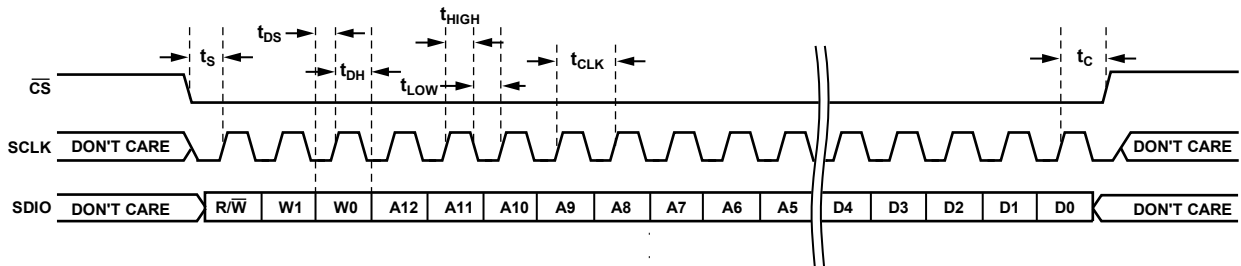 tHIGH
tDS
tS
tDH
tCLK
tC
tLOW
CS
SCLK DON'T CARE DON'T CARE
SDIO DON'T CARE R/W W1 W0 A12 A11 A10 A9 A8 A7 A6 A5 D4 D3 D2 D1 D0 DON'T CARE